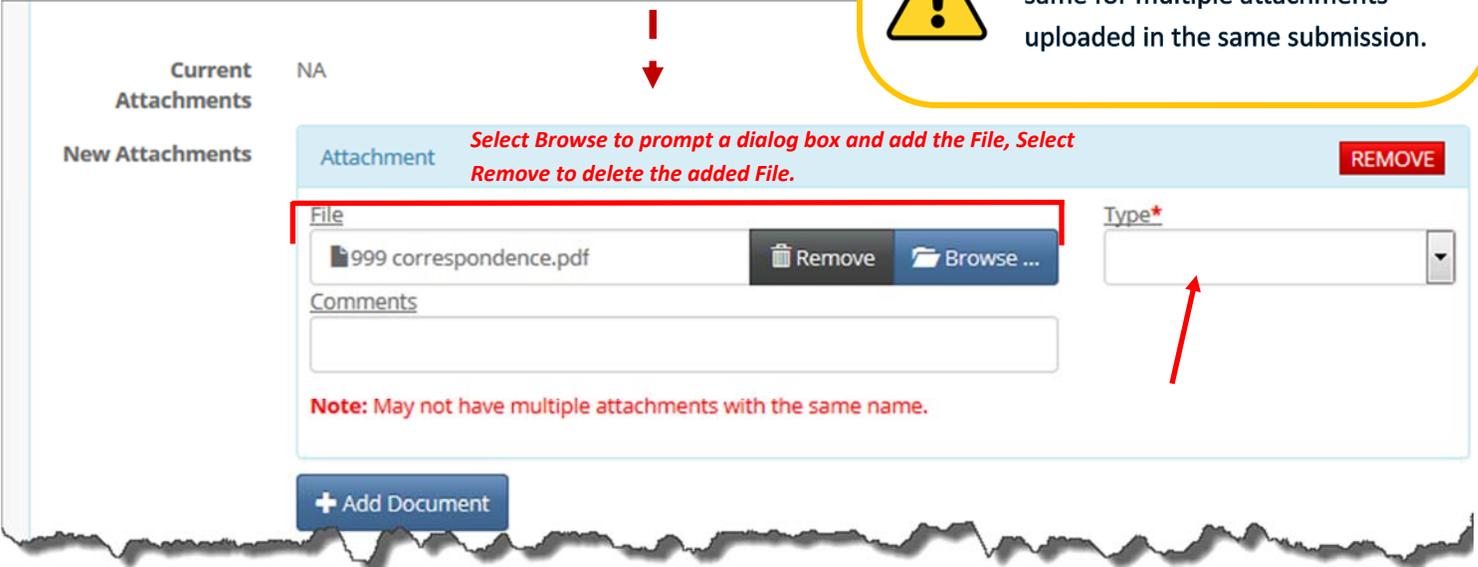 same for multiple attachments
uploaded in the same submission.
Current
Attachments
NA
New Attachments
Attachment
Select Browse to prompt a dialog box and add the File, Select
Remove to delete the added File.
REMOVE
File
Type*
999 correspondence.pdf
Remove
Browse ...
Comments
Note: May not have multiple attachments with the same name.
Add Document